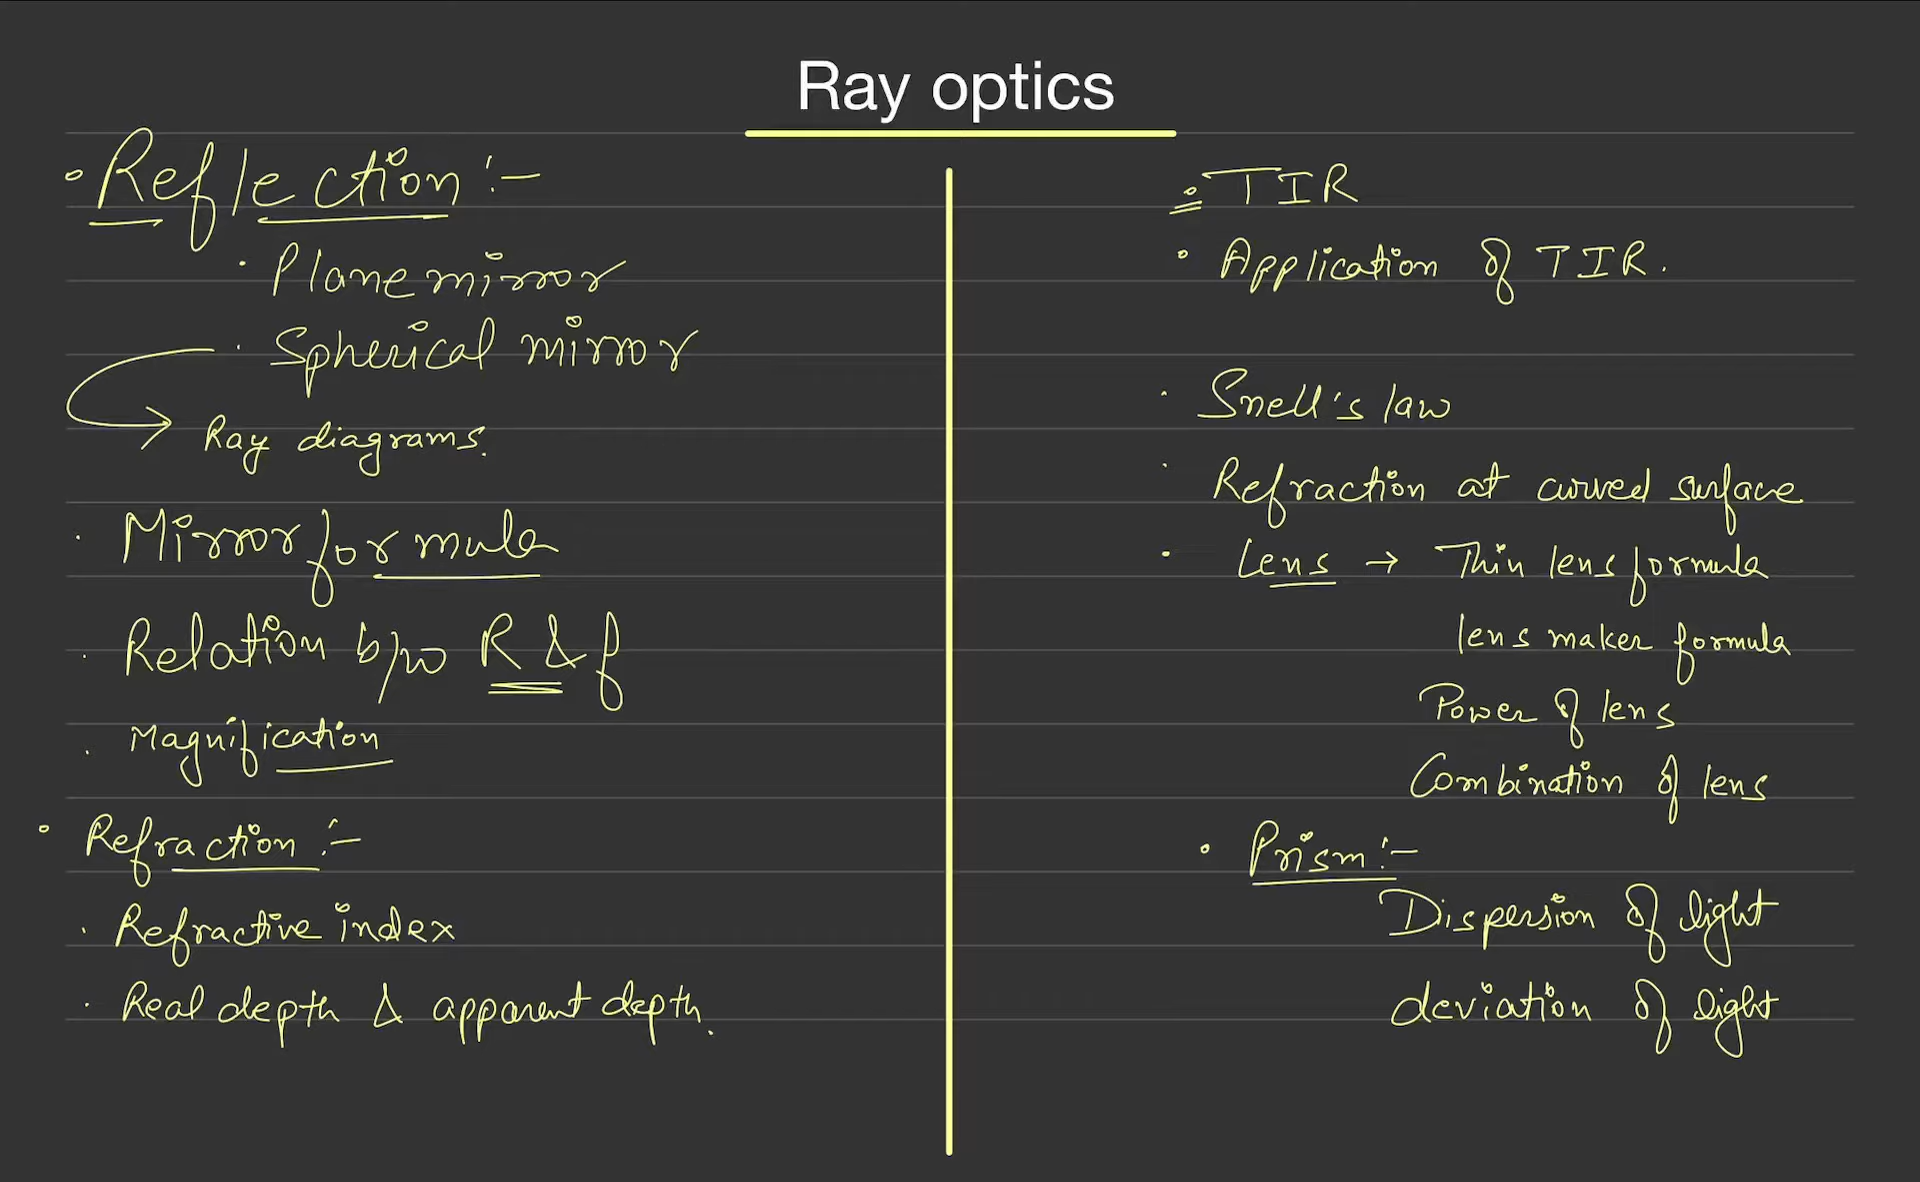 Ray optics
• Reflection :-
· Plane mirror
· Spherical mirror
→ Ray diagrams.
· Mirror formula
· Relation b/w R & f
· Magnification
• Refraction :-
· Refractive index
· Real depth & apparent depth.
• TIR
• Application of TIR.
· Snell's law
· Refraction at curved surface
· Lens → Thin lens formula
lens maker formula
Power of lens
Combination of lens
• Prism :-
Dispersion of light
deviation of light